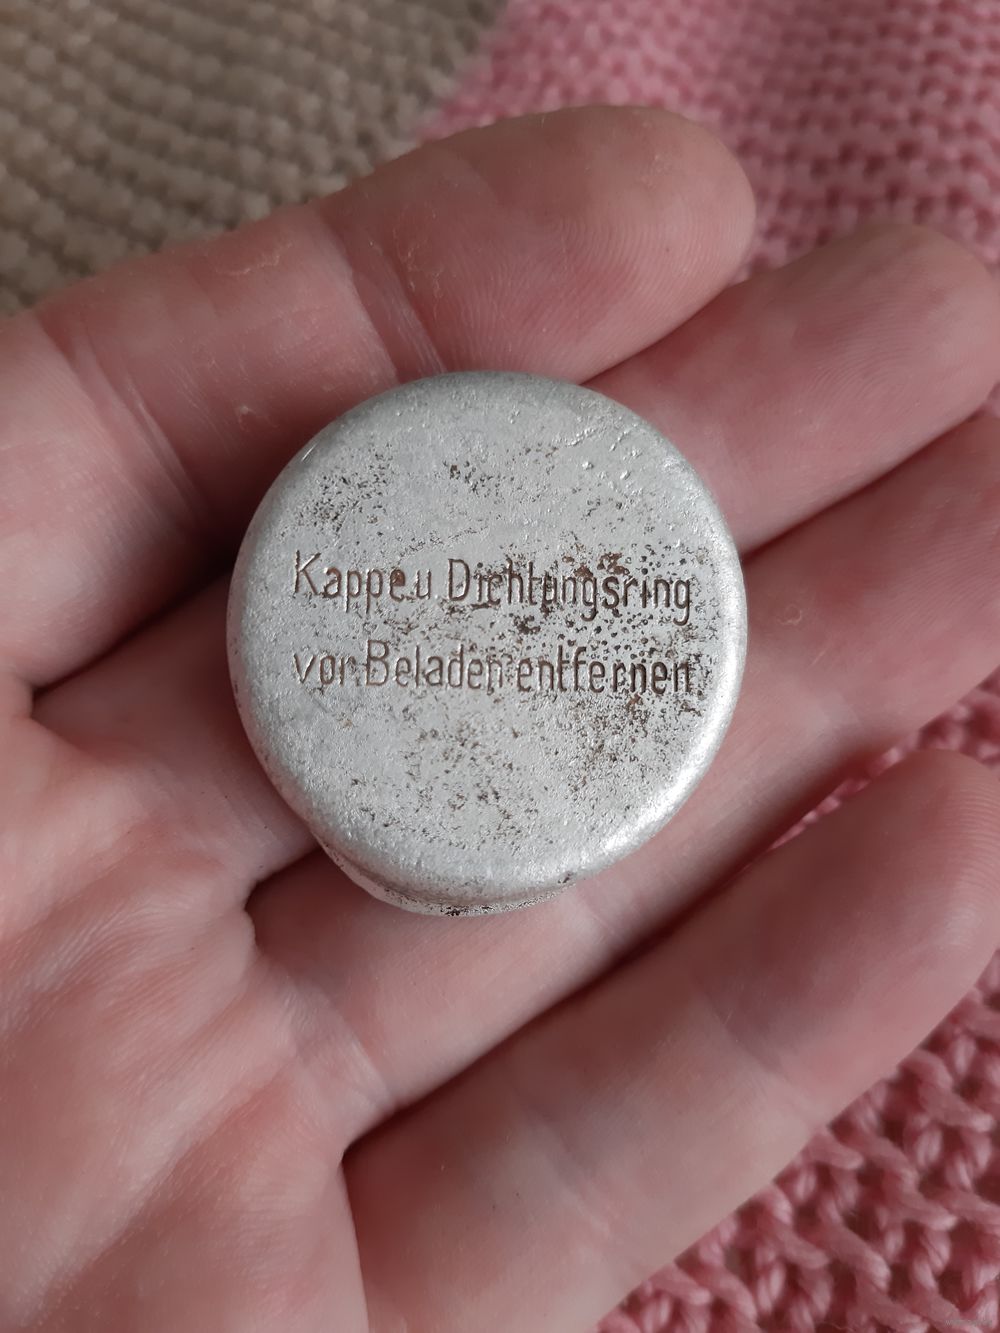 Kappe u. Dichtungsring
vor Beladen entfernen